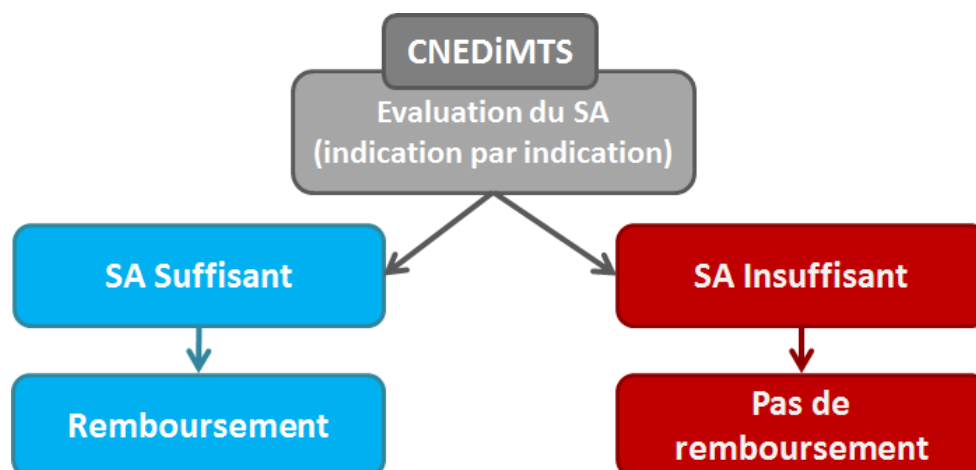 CNEDiMTS
Evaluation du SA
(indication par indication)
SA Suffisant
SA Insuffisant
Remboursement
Pas de
remboursement